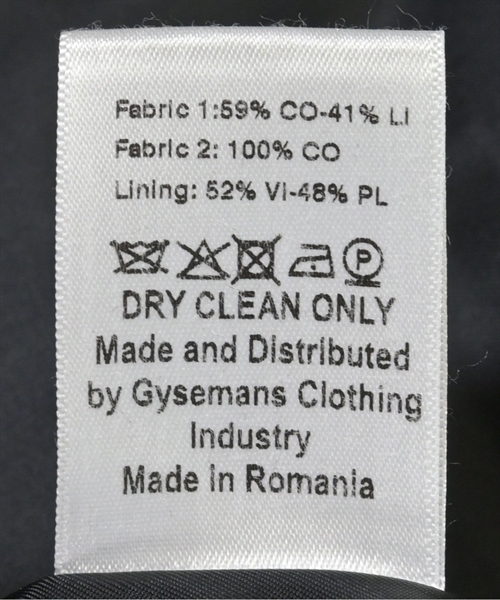 Fabric 1:59% CO-41% LI
Fabric 2: 100% CO
Lining: 52% VI-48% PL
P
DRY CLEAN ONLY
Made and Distributed
by Gysemans Clothing
Industry
Made in Romania